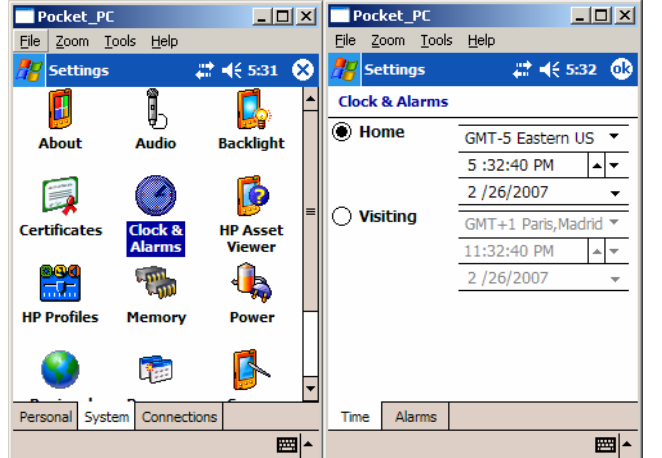 Pocket_PC
File Zoom Tools Help
Settings 5:31
About Audio Backlight
Certificates Clock & Alarms HP Asset Viewer
HP Profiles Memory Power
Personal System Connections
Pocket_PC
File Zoom Tools Help
Settings 5:32 ok
Clock & Alarms
Home GMT-5 Eastern US
5 :32:40 PM
2 /26/2007
Visiting GMT+1 Paris,Madrid
11:32:40 PM
2 /26/2007
Time Alarms